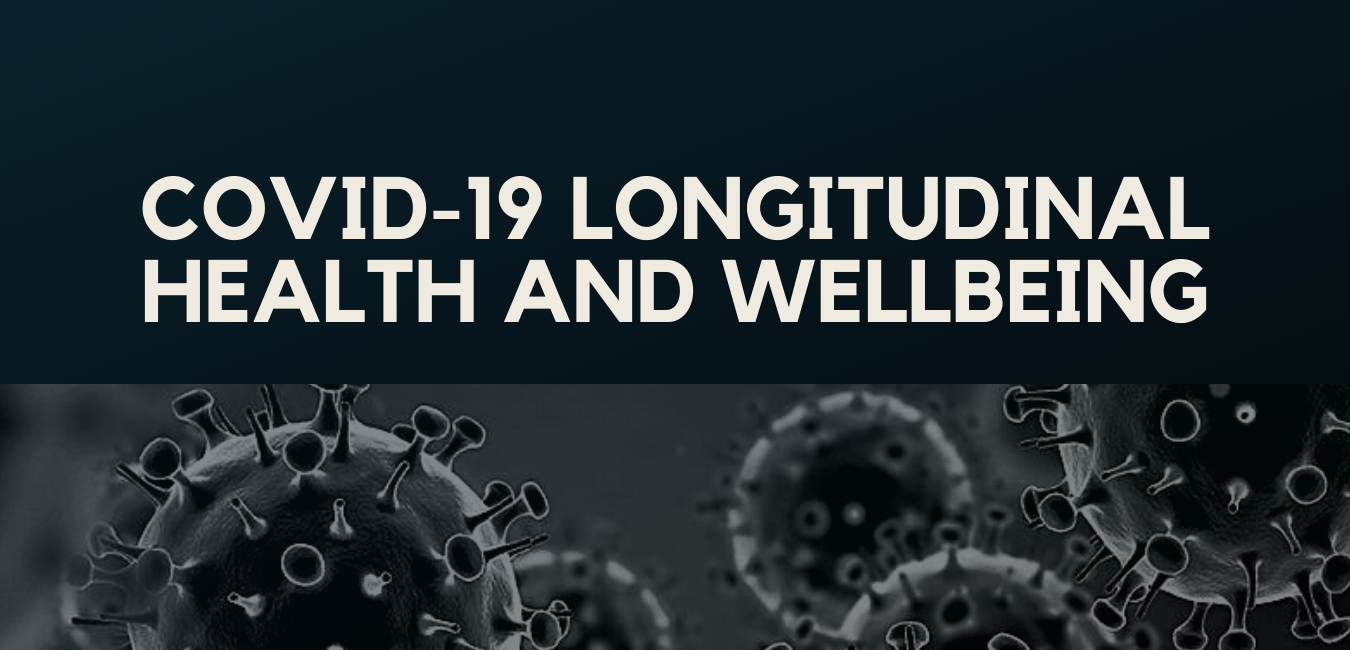 COVID-19 LONGITUDINAL
HEALTH AND WELLBEING